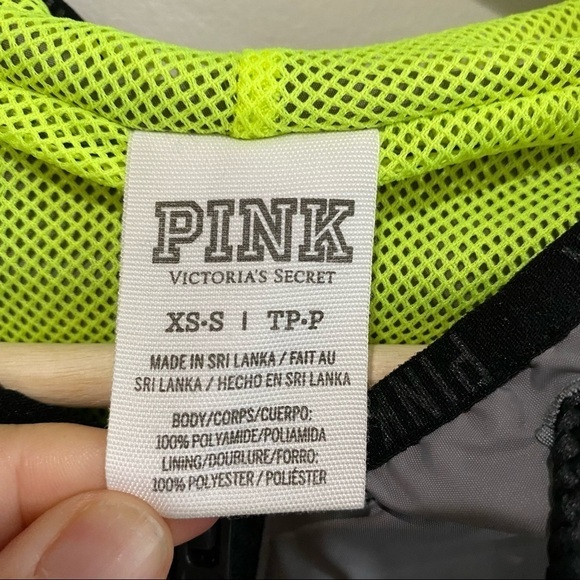 PINK
VICTORIA'S SECRET
XS•S | TP•P
MADE IN SRI LANKA / FAIT AU
SRI LANKA / HECHO EN SRI LANKA
BODY/CORPS/CUERPO:
100% POLYAMIDE/POLIAMIDA
LINING/DOUBLURE/FORRO:
100% POLYESTER / POLIÉSTER
PINK